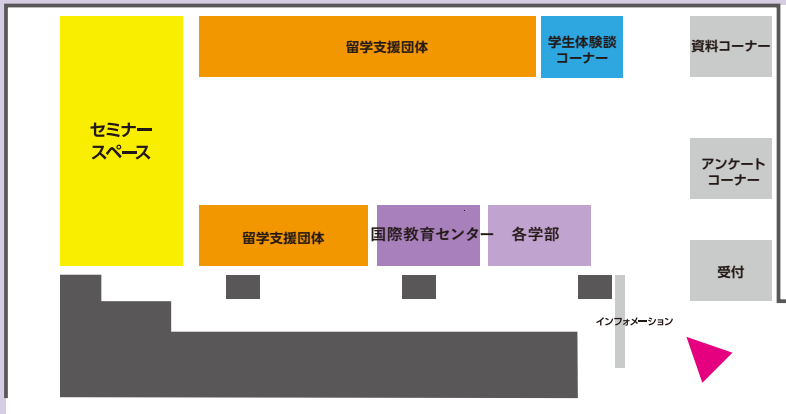 留学支援団体
学生体験談
コーナー
資料コーナー
セミナー
スペース
アンケート
コーナー
留学支援団体
国際教育センター
各学部
受付
インフォメーション